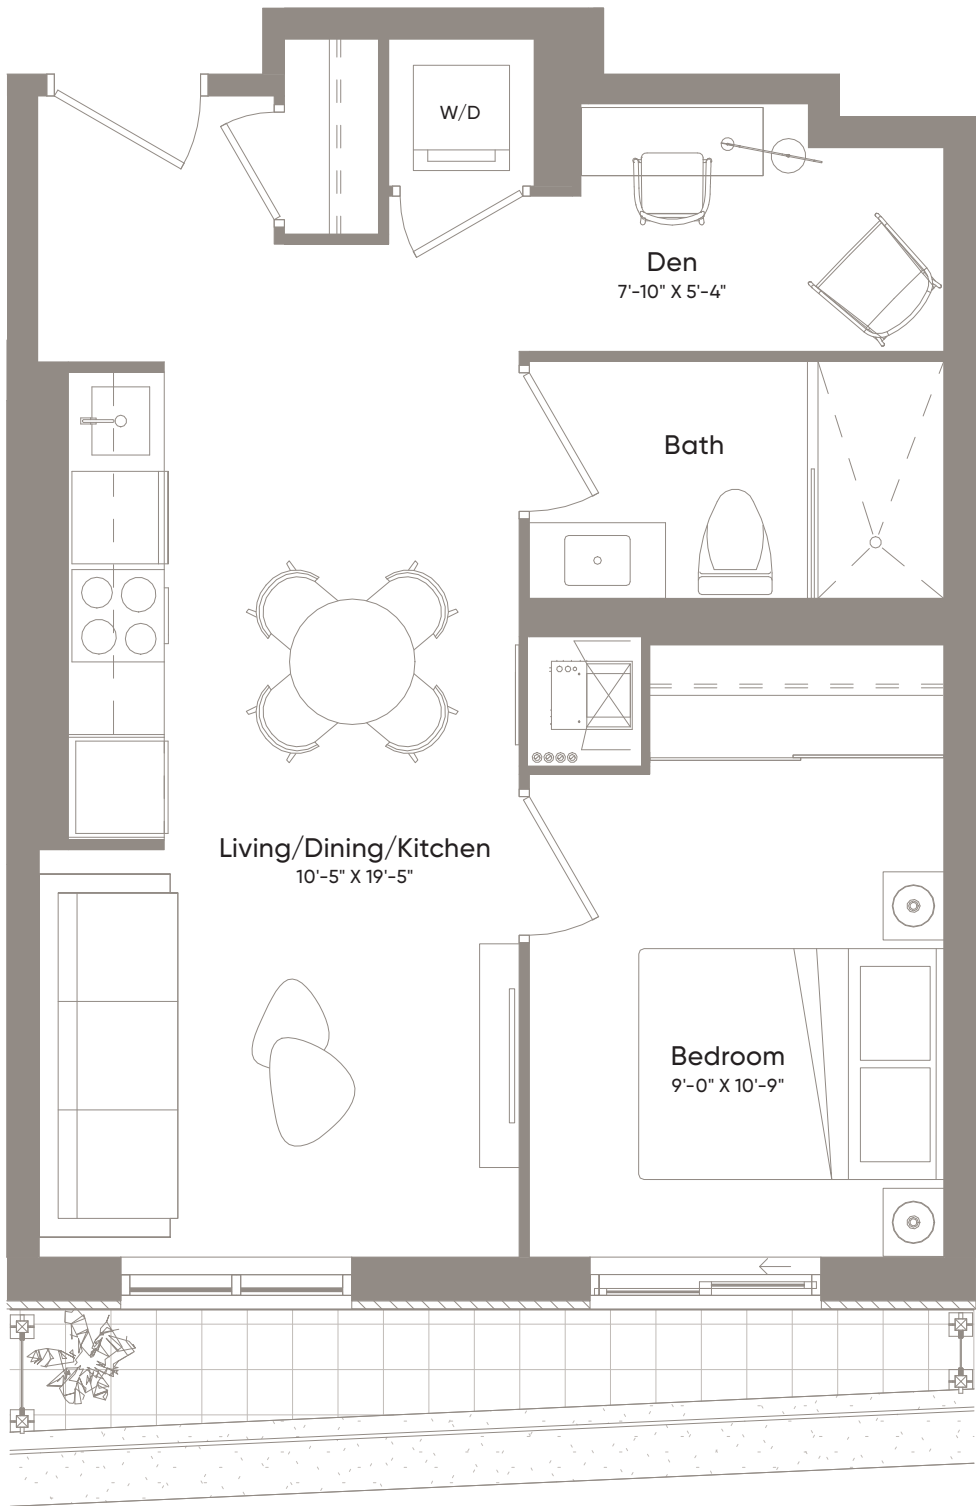 W/D
Den
7'-10" X 5'-4"
Bath
Living/Dining/Kitchen
10'-5" X 19'-5"
Bedroom
9'-0" X 10'-9"